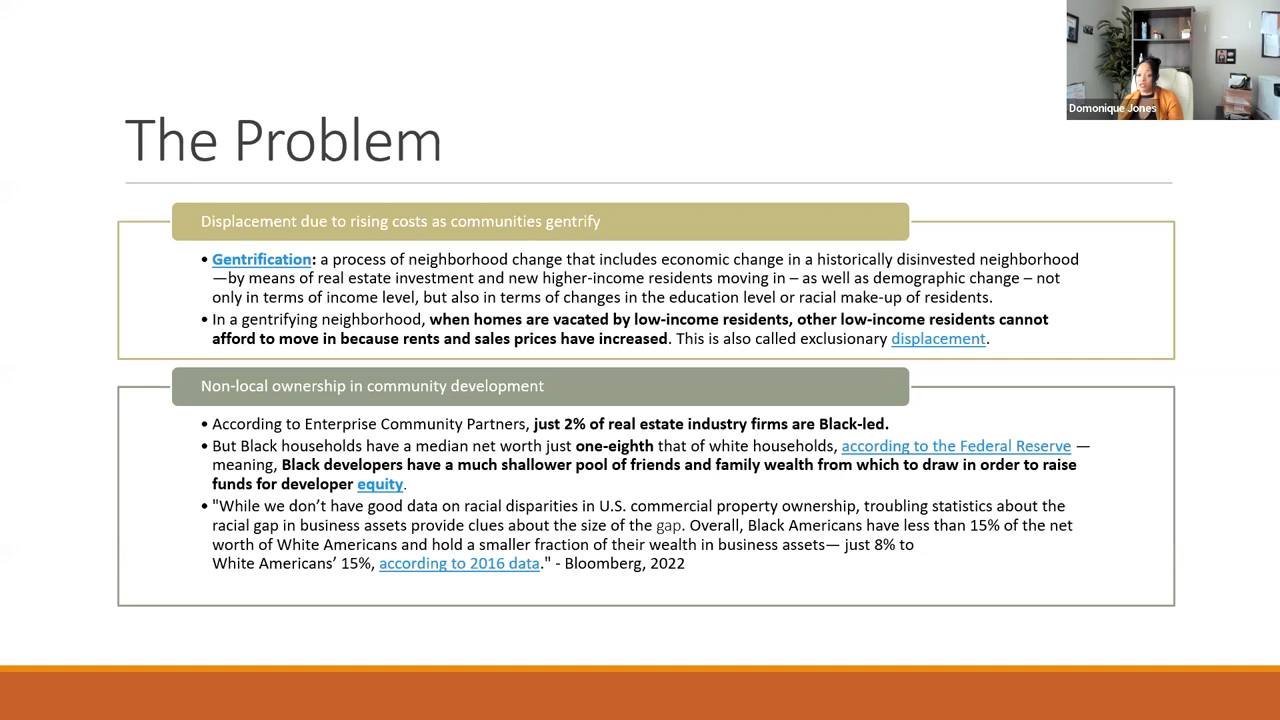 Domonique Jones
The Problem
Displacement due to rising costs as communities gentrify
• Gentrification: a process of neighborhood change that includes economic change in a historically disinvested neighborhood
—by means of real estate investment and new higher-income residents moving in – as well as demographic change – not
only in terms of income level, but also in terms of changes in the education level or racial make-up of residents.
• In a gentrifying neighborhood, when homes are vacated by low-income residents, other low-income residents cannot
afford to move in because rents and sales prices have increased. This is also called exclusionary displacement.
Non-local ownership in community development
• According to Enterprise Community Partners, just 2% of real estate industry firms are Black-led.
• But Black households have a median net worth just one-eighth that of white households, according to the Federal Reserve —
meaning, Black developers have a much shallower pool of friends and family wealth from which to draw in order to raise
funds for developer equity.
• "While we don’t have good data on racial disparities in U.S. commercial property ownership, troubling statistics about the
racial gap in business assets provide clues about the size of the gap. Overall, Black Americans have less than 15% of the net
worth of White Americans and hold a smaller fraction of their wealth in business assets— just 8% to
White Americans’ 15%, according to 2016 data." - Bloomberg, 2022